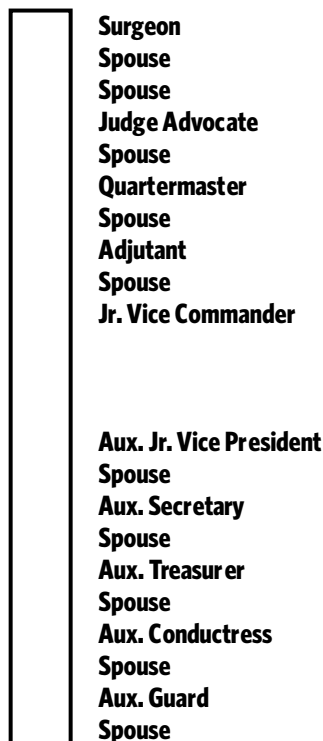 Surgeon
Spouse
Spouse
Judge Advocate
Spouse
Quartermaster
Spouse
Adjutant
Spouse
Jr. Vice Commander
Aux. Jr. Vice President
Spouse
Aux. Secretary
Spouse
Aux. Treasurer
Spouse
Aux. Conductress
Spouse
Aux. Guard
Spouse